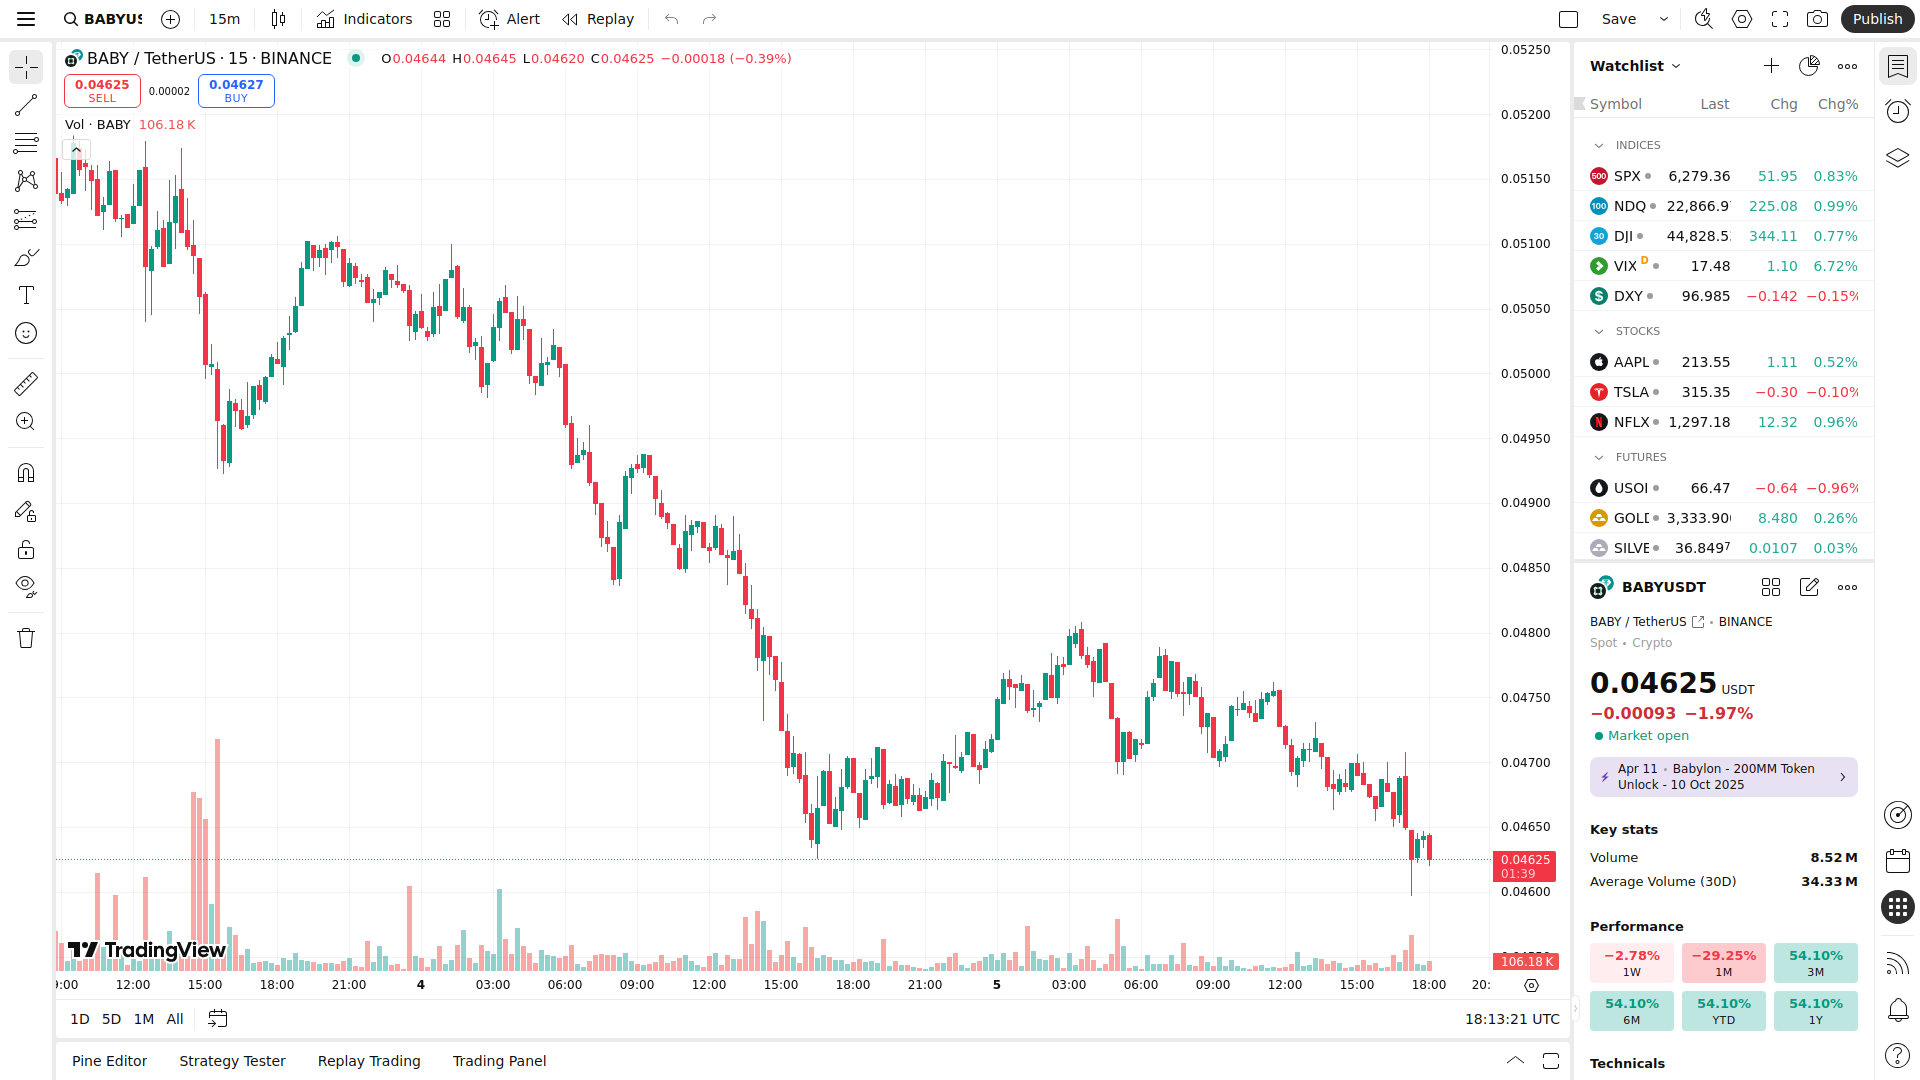 BABYUS
15m
Indicators
Alert
Replay
Save
Publish
BABY / TetherUS · 15 · BINANCE
O0.04644 H0.04645 L0.04620 C0.04625 −0.00018 (−0.39%)
0.04625
SELL
0.00002
0.04627
BUY
Vol · BABY 106.18 K
0.05250
0.05200
0.05150
0.05100
0.05050
0.05000
0.04950
0.04900
0.04850
0.04800
0.04750
0.04700
0.04650
0.04625
01:39
0.04600
106.18 K
TradingView
12:00 15:00 18:00 21:00 4 03:00 06:00 09:00 12:00 15:00 18:00 21:00 5 03:00 06:00 09:00 12:00 15:00 18:00 20:
1D 5D 1M All
18:13:21 UTC
Pine Editor Strategy Tester Replay Trading Trading Panel
Watchlist
Symbol Last Chg Chg%
INDICES
500 SPX 6,279.36 51.95 0.83%
100 NDQ 22,866.9 225.08 0.99%
30 DJI 44,828.5 344.11 0.77%
VIX D 17.48 1.10 6.72%
DXY 96.985 −0.142 −0.15%
STOCKS
AAPL 213.55 1.11 0.52%
TSLA 315.35 −0.30 −0.10%
NFLX 1,297.18 12.32 0.96%
FUTURES
USOI 66.47 −0.64 −0.96%
GOLD 3,333.90 8.480 0.26%
SILVE 36.8497 0.0107 0.03%
BABYUSDT
BABY / TetherUS • BINANCE
Spot • Crypto
0.04625 USDT
−0.00093 −1.97%
Market open
Apr 11 • Babylon - 200MM Token
Unlock - 10 Oct 2025
Key stats
Volume 8.52 M
Average Volume (30D) 34.33 M
Performance
−2.78%
1W
−29.25%
1M
54.10%
3M
54.10%
6M
54.10%
YTD
54.10%
1Y
Technicals